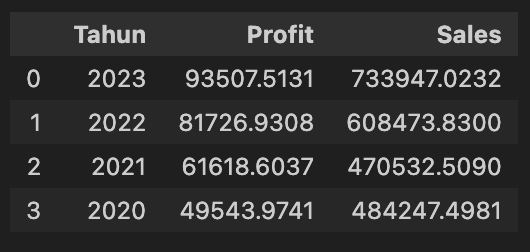 Tahun Profit Sales
0 2023 93507.5131 733947.0232
1 2022 81726.9308 608473.8300
2 2021 61618.6037 470532.5090
3 2020 49543.9741 484247.4981